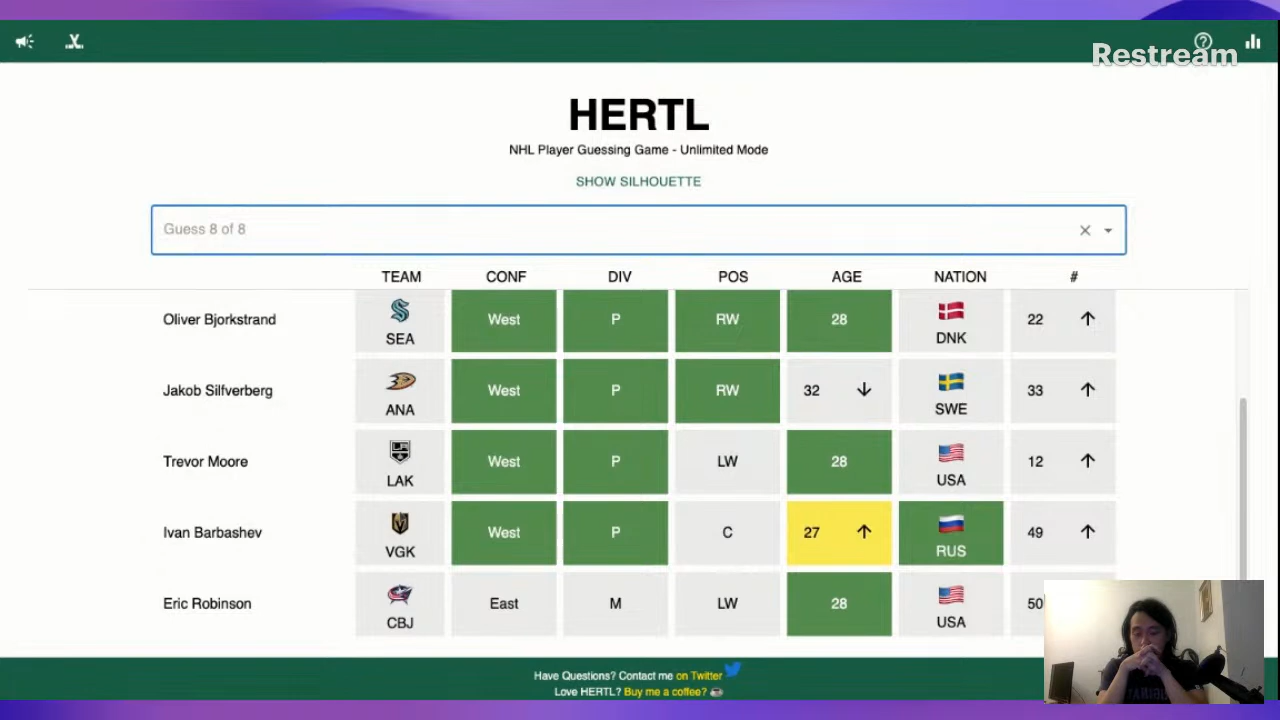 Restream
HERTL
NHL Player Guessing Game - Unlimited Mode
SHOW SILHOUETTE
Guess 8 of 8
TEAM CONF DIV POS AGE NATION #
Oliver Bjorkstrand SEA West P RW 28 DNK 22
Jakob Silfverberg ANA West P RW 32 SWE 33
Trevor Moore LAK West P LW 28 USA 12
Ivan Barbashev VGK West P C 27 RUS 49
Eric Robinson CBJ East M LW 28 USA 50
Have Questions? Contact me on Twitter
Love HERTL? Buy me a coffee?